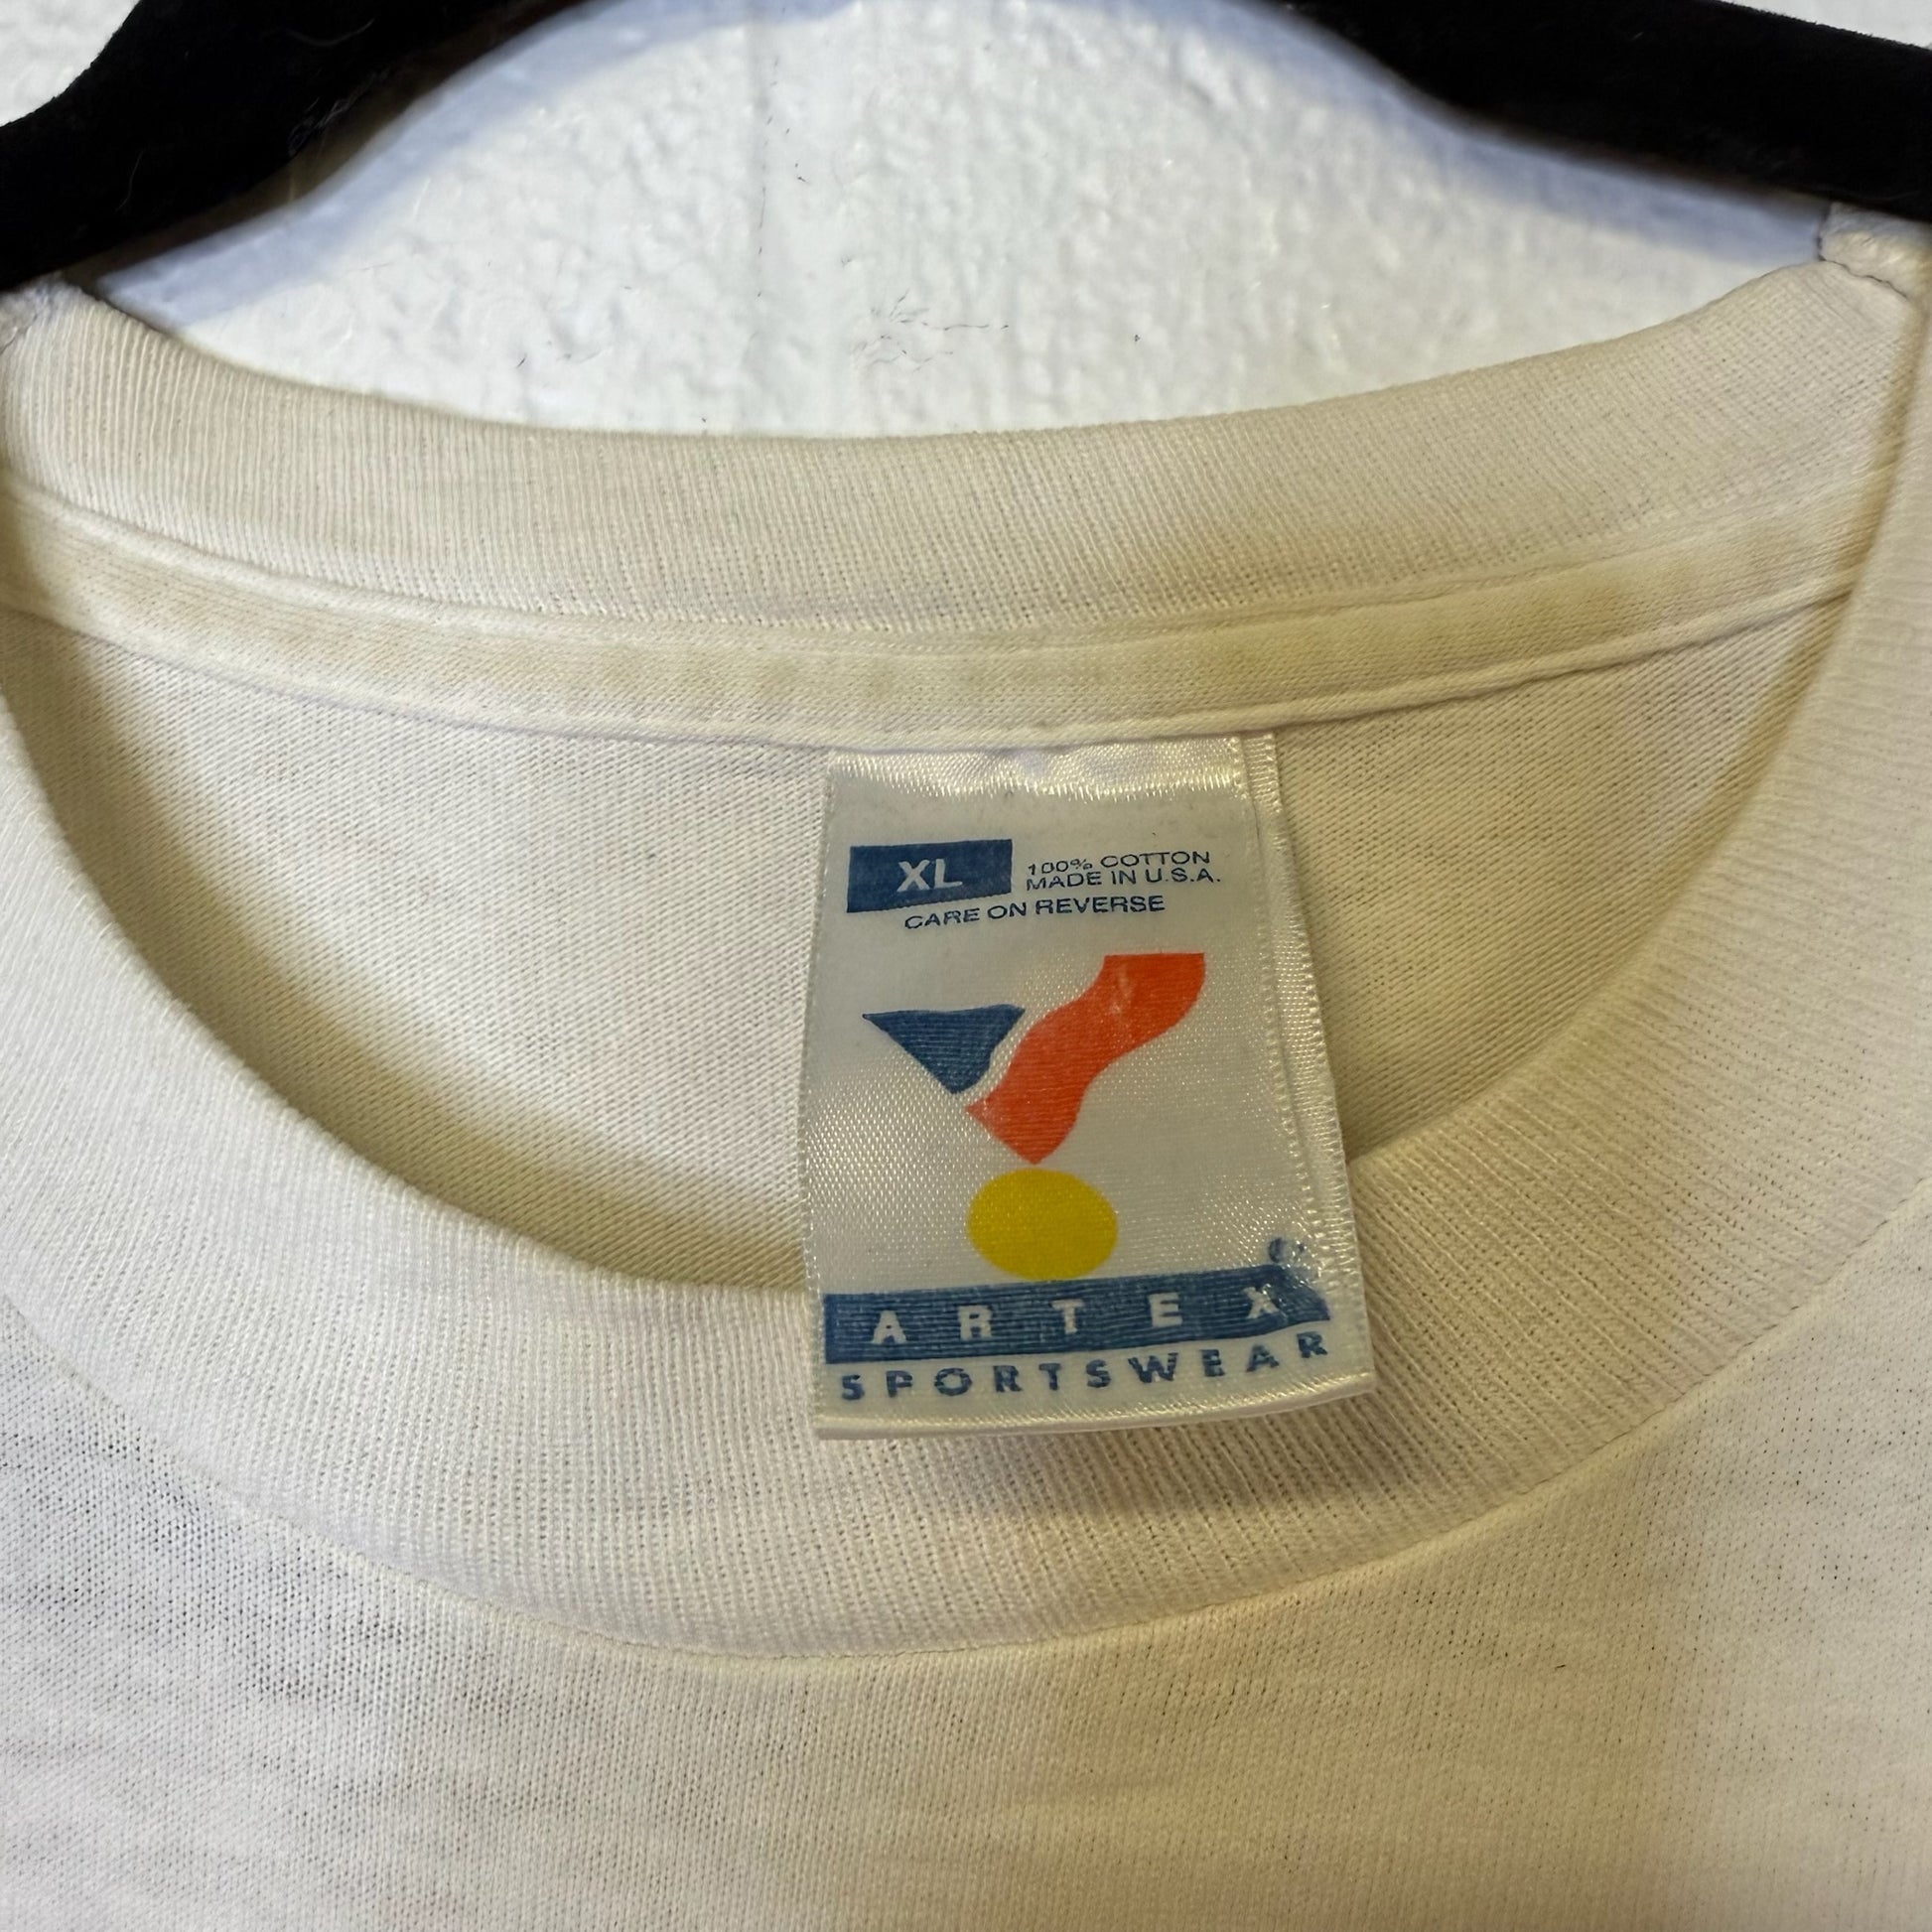 XL
100% COTTON
MADE IN U.S.A.
CARE ON REVERSE
ARTEX
SPORTSWEAR